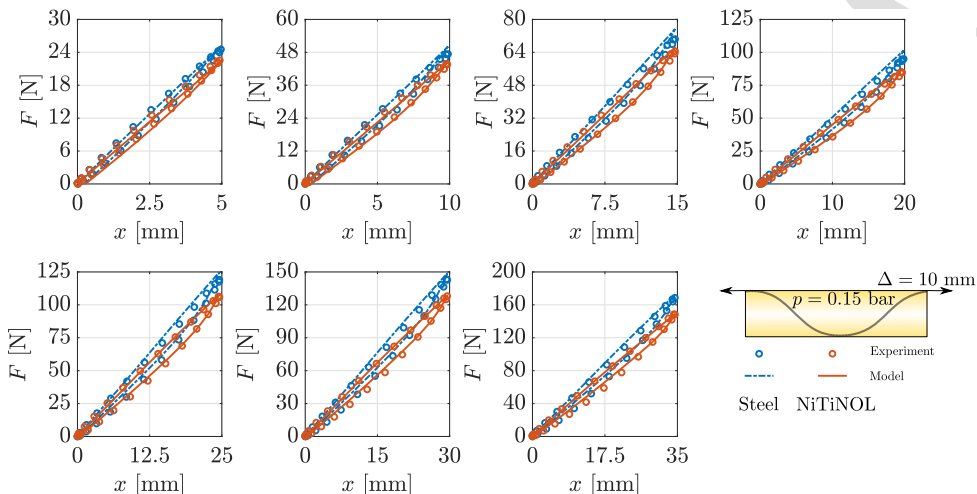 30
24
18
12
6
0
F [N]
0 2.5 5
x [mm]
60
48
36
24
12
0
F [N]
0 5 10
x [mm]
80
64
48
32
16
0
F [N]
0 7.5 15
x [mm]
125
100
75
50
25
0
F [N]
0 10 20
x [mm]
125
100
75
50
25
0
F [N]
0 12.5 25
x [mm]
150
120
90
60
30
0
F [N]
0 15 30
x [mm]
200
160
120
80
40
0
F [N]
0 17.5 35
x [mm]
Δ = 10 mm
p = 0.15 bar
Experiment
Model
Steel NiTiNOL